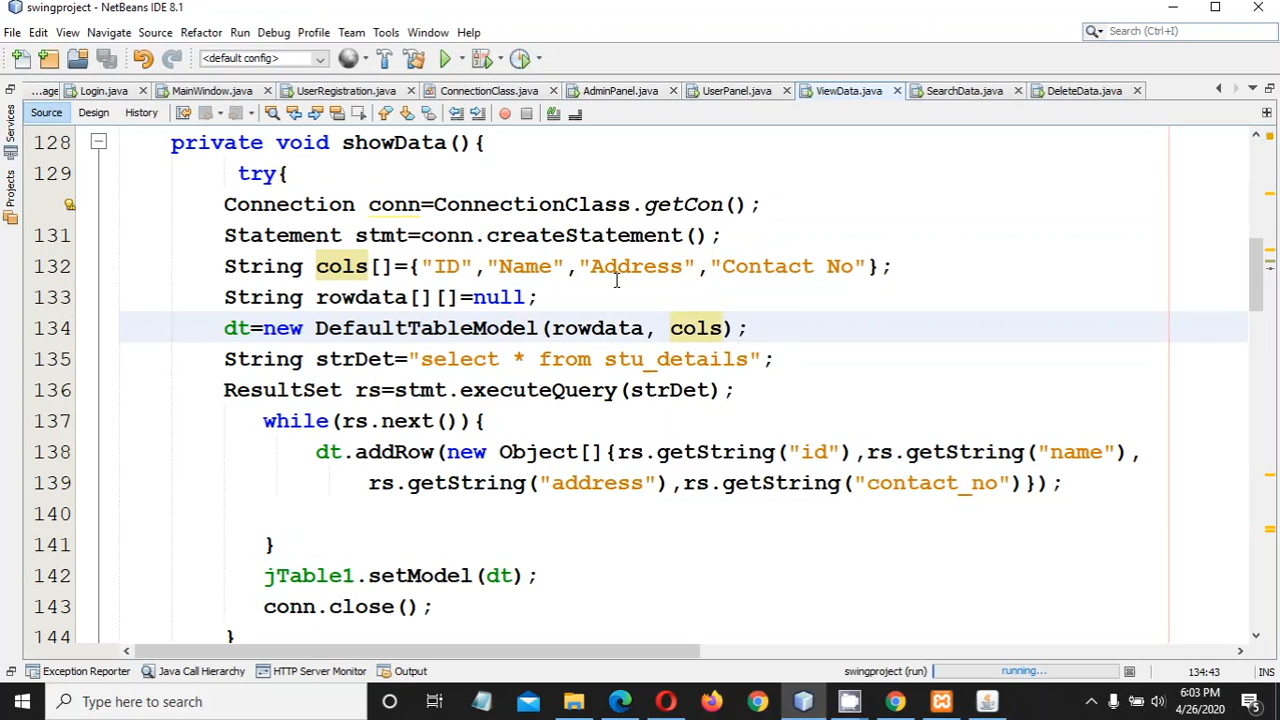 swingproject - NetBeans IDE 8.1
File Edit View Navigate Source Refactor Run Debug Profile Team Tools Window Help
Search (Ctrl+I)
<default config>
...age Login.java MainWindow.java UserRegistration.java ConnectionClass.java AdminPanel.java UserPanel.java ViewData.java SearchData.java DeleteData.java
Source Design History
Services
Projects
128 private void showData(){
129 try{
Connection conn=ConnectionClass.getCon();
131 Statement stmt=conn.createStatement();
132 String cols[]={"ID","Name","Address","Contact No"};
133 String rowdata[][]=null;
134 dt=new DefaultTableModel(rowdata, cols);
135 String strDet="select * from stu_details";
136 ResultSet rs=stmt.executeQuery(strDet);
137 while(rs.next()){
138 dt.addRow(new Object[]{rs.getString("id"),rs.getString("name"),
139 rs.getString("address"),rs.getString("contact_no")});
140
141 }
142 jTable1.setModel(dt);
143 conn.close();
144 }
Exception Reporter Java Call Hierarchy HTTP Server Monitor Output
swingproject (run) running... 134:43 INS
Type here to search
6:03 PM
4/26/2020
5